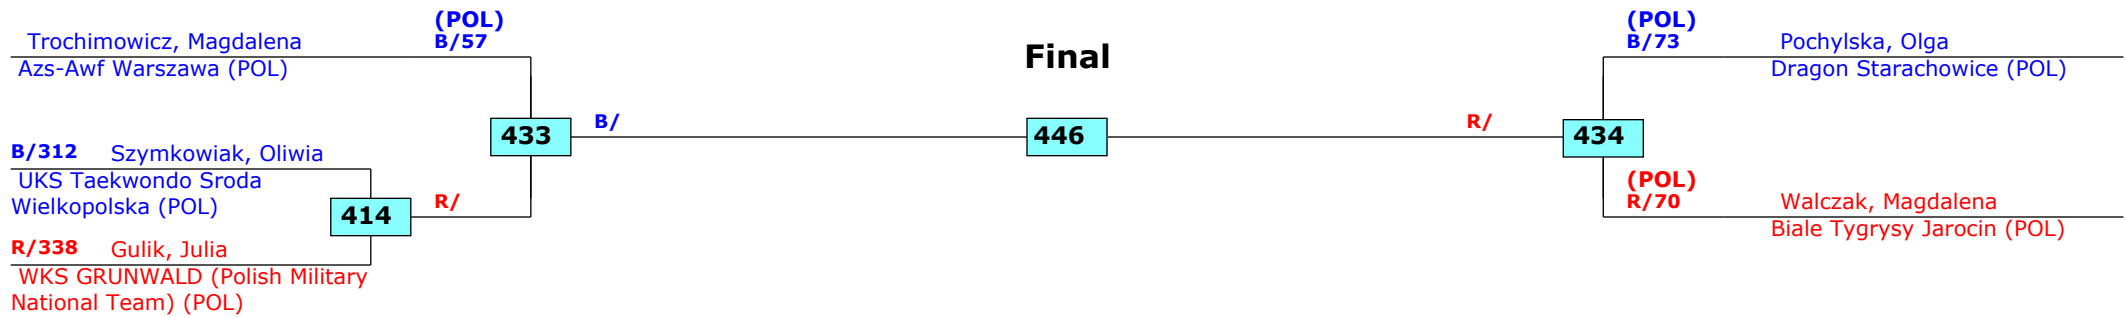 (POL)
B/57
Trochimowicz, Magdalena
Azs-Awf Warszawa (POL)
B/312 Szymkowiak, Oliwia
UKS Taekwondo Sroda
Wielkopolska (POL)
R/338 Gulik, Julia
WKS GRUNWALD (Polish Military
National Team) (POL)
414
R/
433
B/
Final
446
R/
434
(POL)
B/73
Pochylska, Olga
Dragon Starachowice (POL)
(POL)
R/70
Walczak, Magdalena
Biale Tygrysy Jarocin (POL)